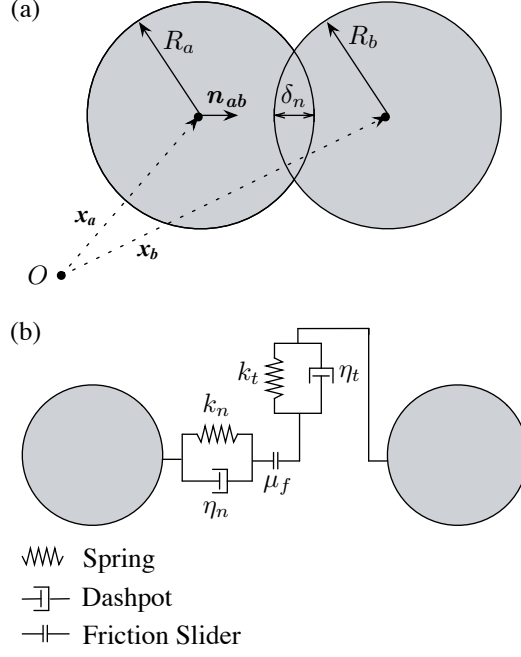 (a)
R_a
R_b
n_ab
δ_n
x_a
x_b
O
(b)
k_t
η_t
k_n
η_n
μ_f
Spring
Dashpot
Friction Slider